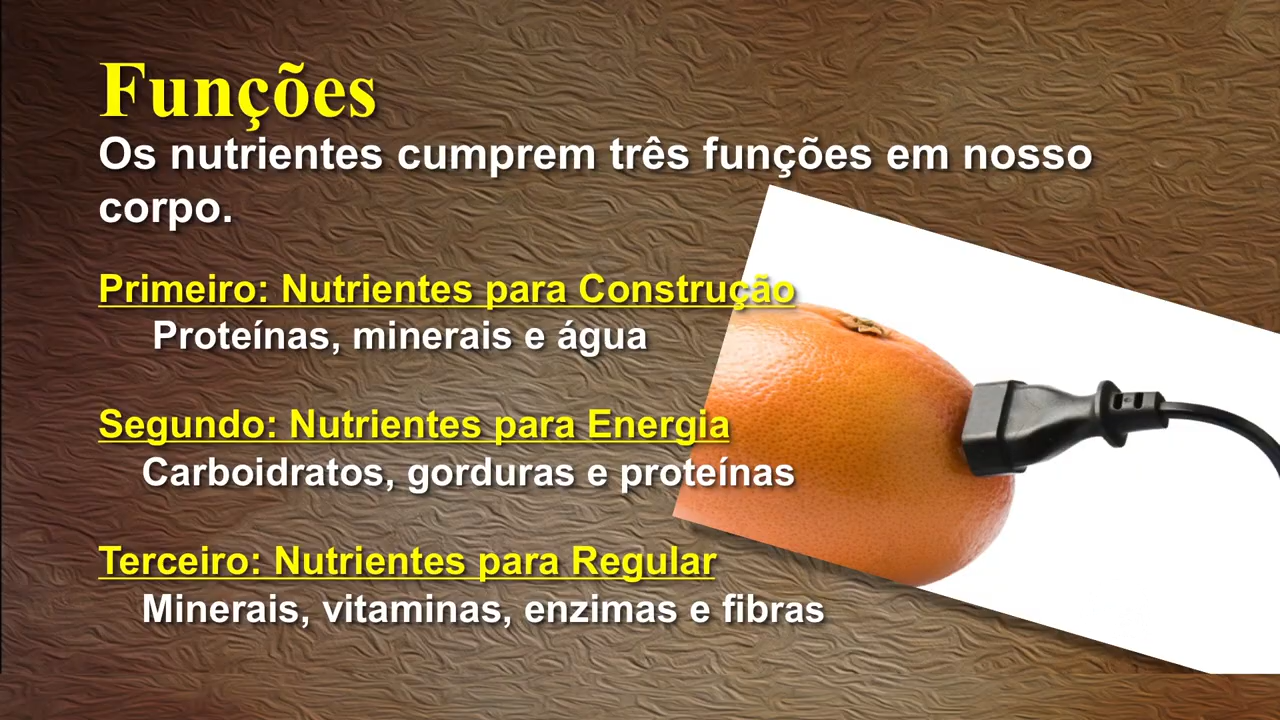 Funções
Os nutrientes cumprem três funções em nosso
corpo.
Primeiro: Nutrientes para Construção
Proteínas, minerais e água
Segundo: Nutrientes para Energia
Carboidratos, gorduras e proteínas
Terceiro: Nutrientes para Regular
Minerais, vitaminas, enzimas e fibras